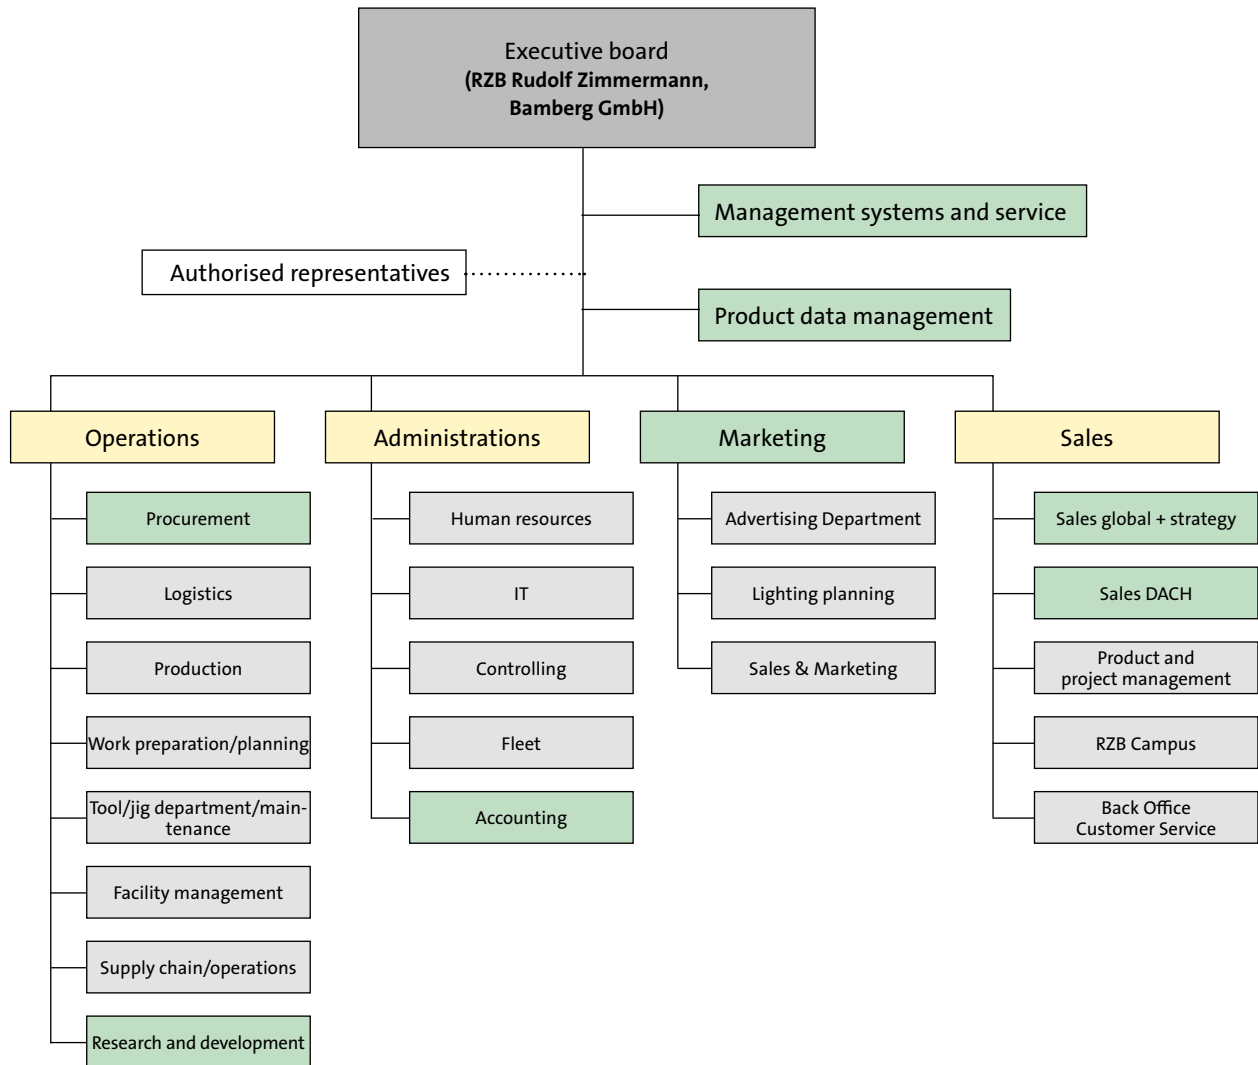 Executive board
(RZB Rudolf Zimmermann,
Bamberg GmbH)
Management systems and service
Authorised representatives
Product data management
Operations
Administrations
Marketing
Sales
Procurement
Logistics
Production
Work preparation/planning
Tool/jig department/main-
tenance
Facility management
Supply chain/operations
Research and development
Human resources
IT
Controlling
Fleet
Accounting
Advertising Department
Lighting planning
Sales & Marketing
Sales global + strategy
Sales DACH
Product and
project management
RZB Campus
Back Office
Customer Service